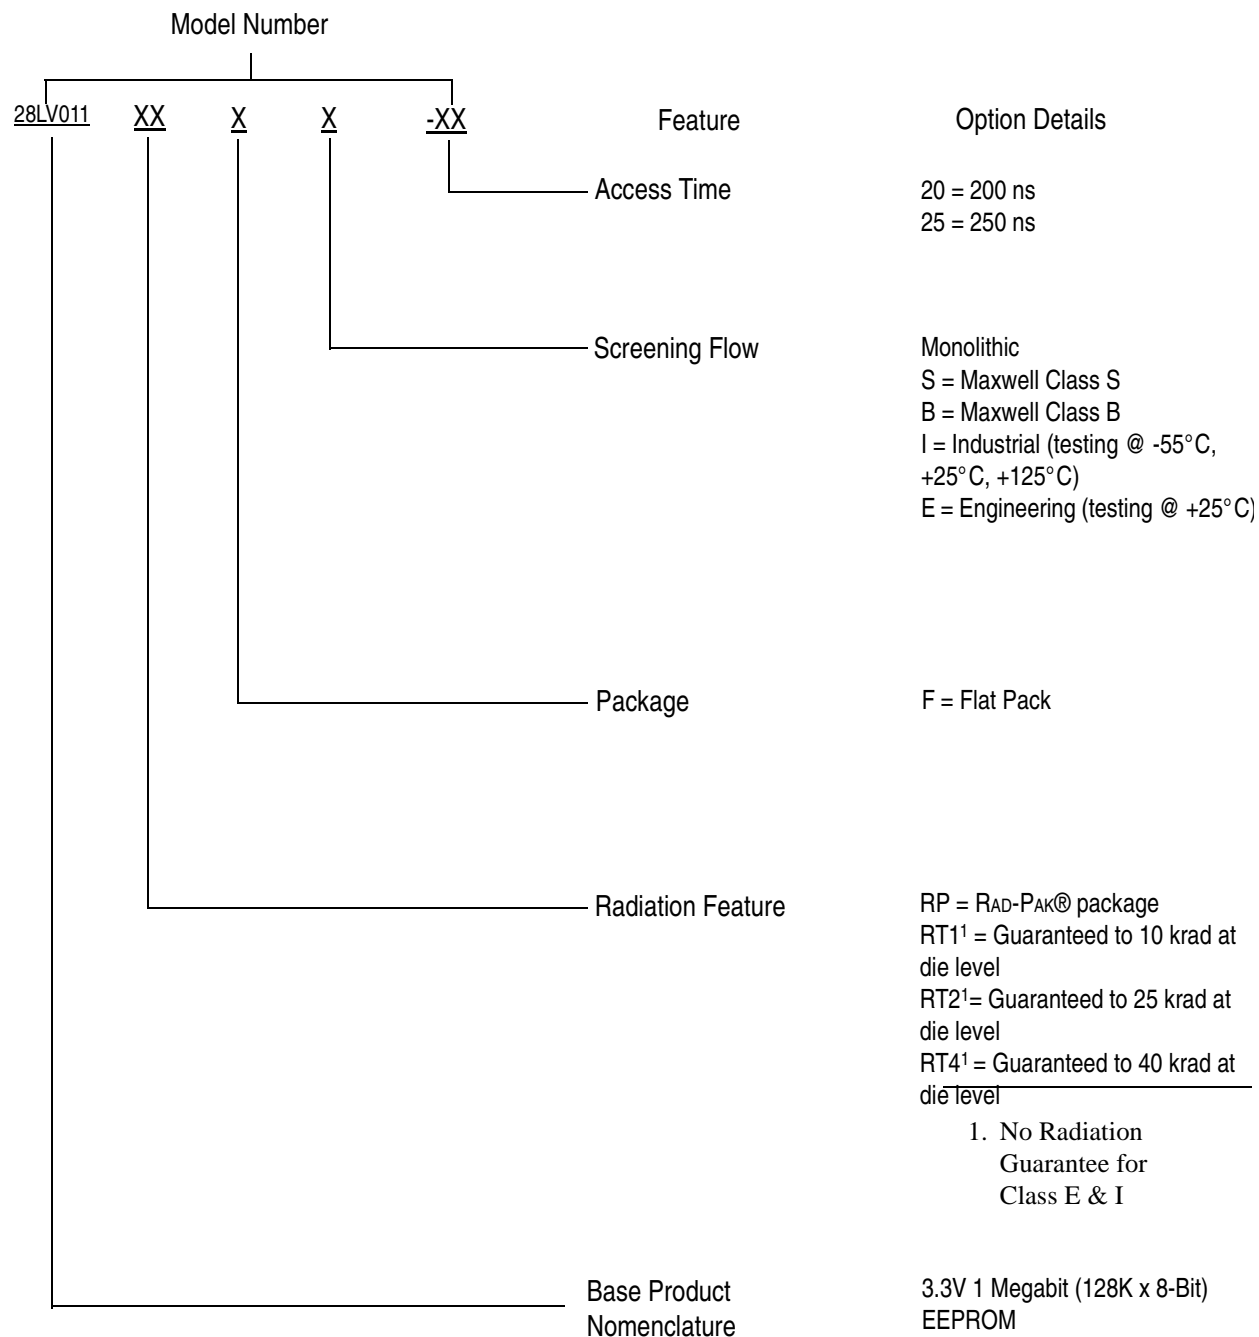 Model Number
28LV011 XX X X -XX Feature Option Details
Access Time
20 = 200 ns
25 = 250 ns
Screening Flow
Monolithic
S = Maxwell Class S
B = Maxwell Class B
I = Industrial (testing @ -55°C,
+25°C, +125°C)
E = Engineering (testing @ +25°C)
Package
F = Flat Pack
Radiation Feature
RP = RAD-PAK® package
RT1¹ = Guaranteed to 10 krad at
die level
RT2¹= Guaranteed to 25 krad at
die level
RT4¹ = Guaranteed to 40 krad at
die level
1. No Radiation
Guarantee for
Class E & I
Base Product
Nomenclature
3.3V 1 Megabit (128K x 8-Bit)
EEPROM